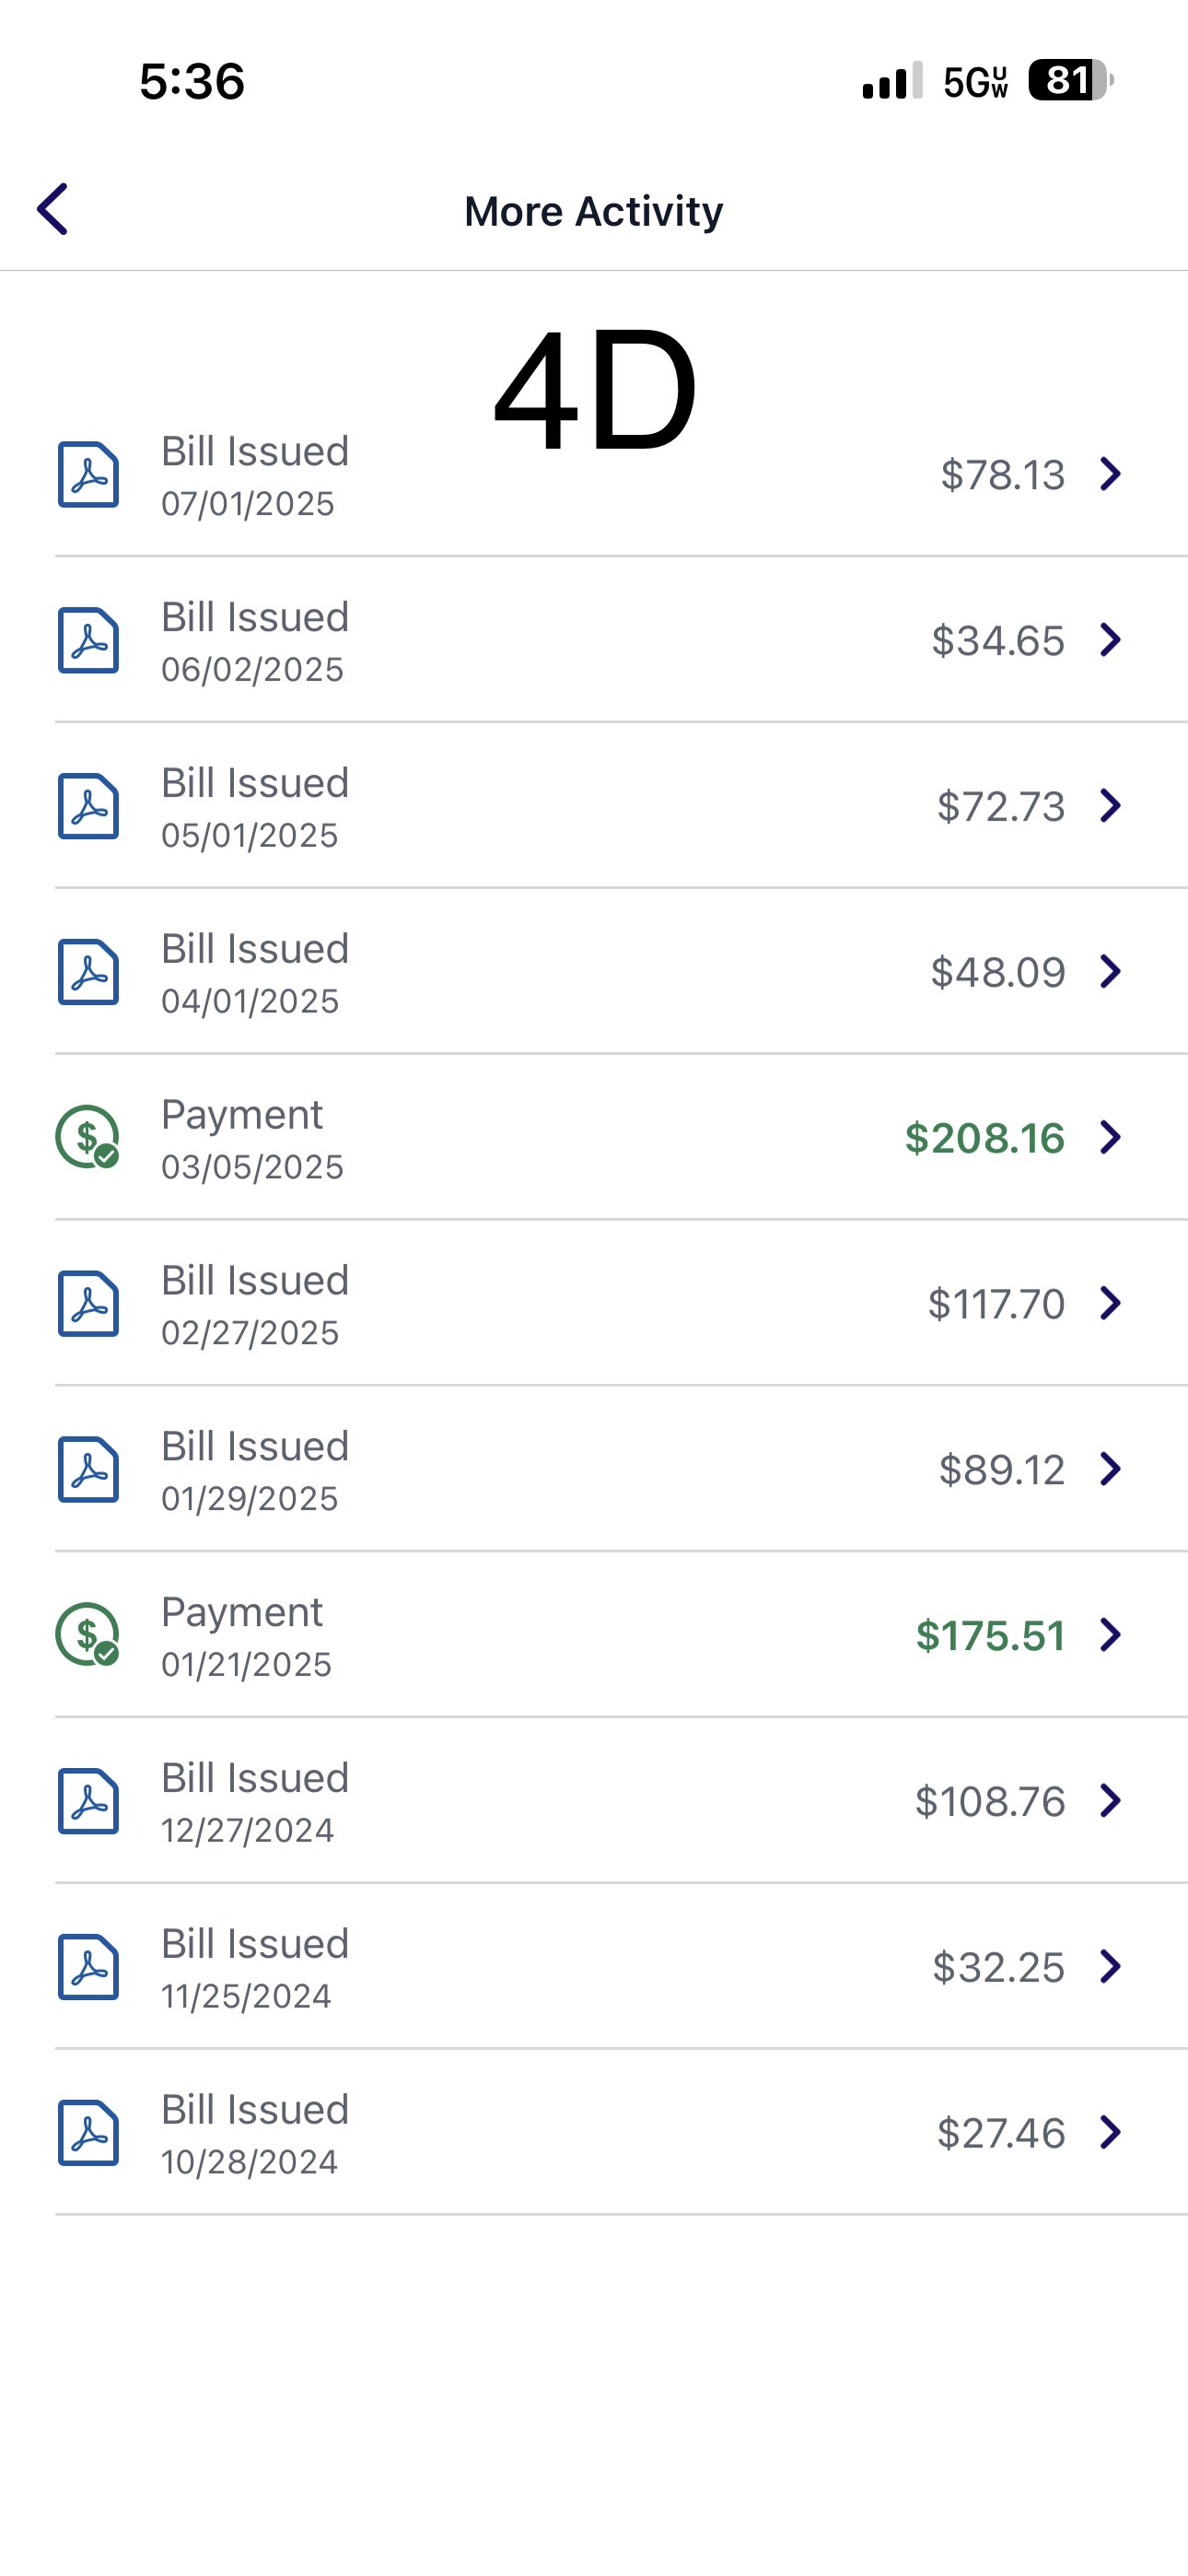 5:36
5GUW 81
More Activity
4D
Bill Issued
07/01/2025
$78.13
Bill Issued
06/02/2025
$34.65
Bill Issued
05/01/2025
$72.73
Bill Issued
04/01/2025
$48.09
Payment
03/05/2025
$208.16
Bill Issued
02/27/2025
$117.70
Bill Issued
01/29/2025
$89.12
Payment
01/21/2025
$175.51
Bill Issued
12/27/2024
$108.76
Bill Issued
11/25/2024
$32.25
Bill Issued
10/28/2024
$27.46